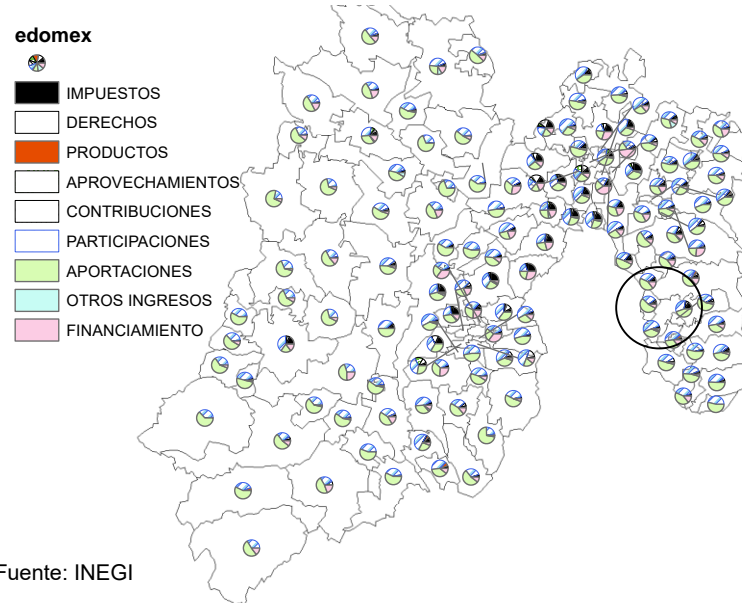 edomex
IMPUESTOS
DERECHOS
PRODUCTOS
APROVECHAMIENTOS
CONTRIBUCIONES
PARTICIPACIONES
APORTACIONES
OTROS INGRESOS
FINANCIAMIENTO
Fuente: INEGI